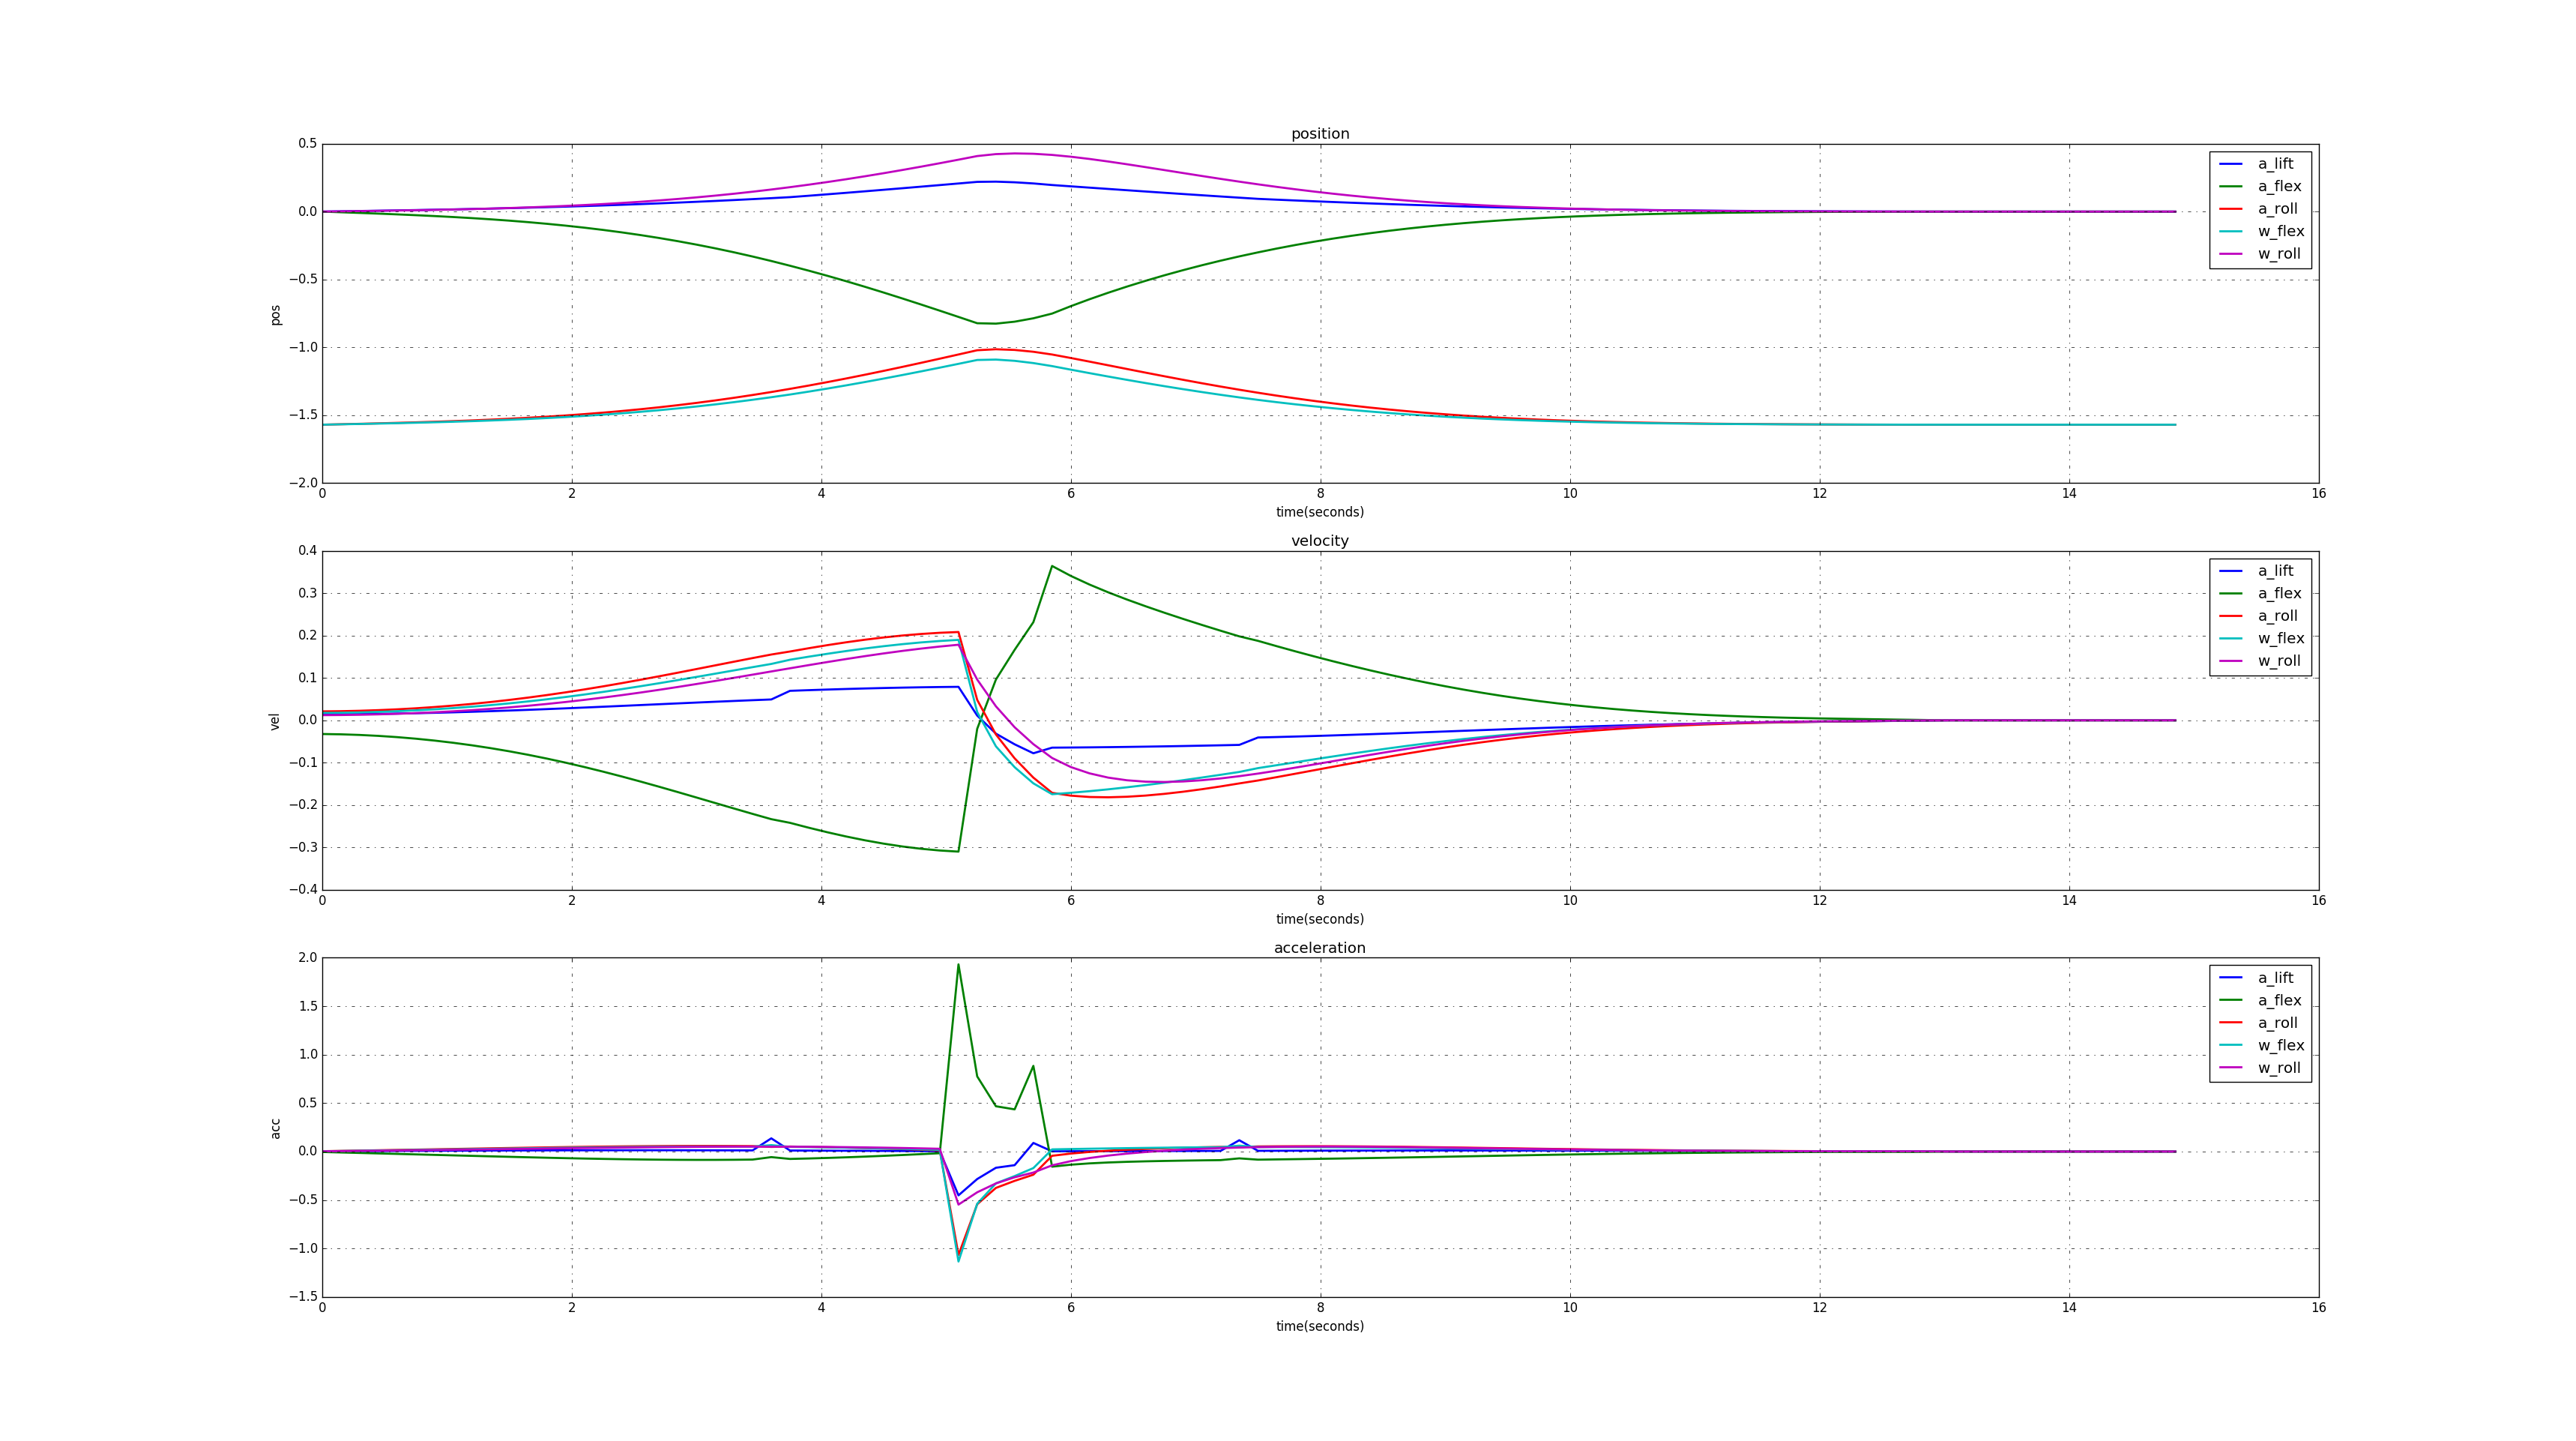 position
0.5
0.0
−0.5
−1.0
−1.5
−2.0
pos
0 2 4 6 8 10 12 14 16
time(seconds)
a_lift
a_flex
a_roll
w_flex
w_roll
velocity
0.4
0.3
0.2
0.1
0.0
−0.1
−0.2
−0.3
−0.4
vel
0 2 4 6 8 10 12 14 16
time(seconds)
a_lift
a_flex
a_roll
w_flex
w_roll
acceleration
2.0
1.5
1.0
0.5
0.0
−0.5
−1.0
−1.5
acc
0 2 4 6 8 10 12 14 16
time(seconds)
a_lift
a_flex
a_roll
w_flex
w_roll